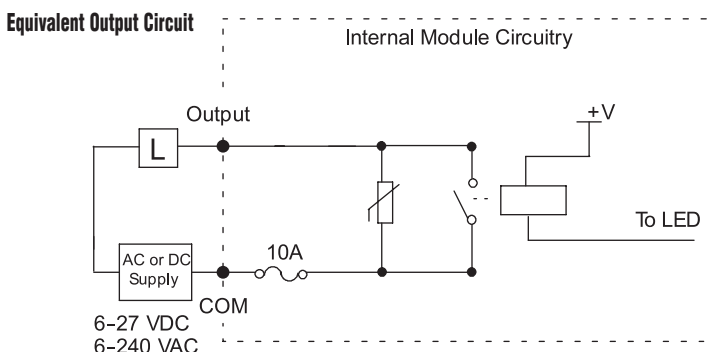 Equivalent Output Circuit
Internal Module Circuitry
+V
Output
L
To LED
AC or DC
Supply
10A
COM
6-27 VDC
6-240 VAC